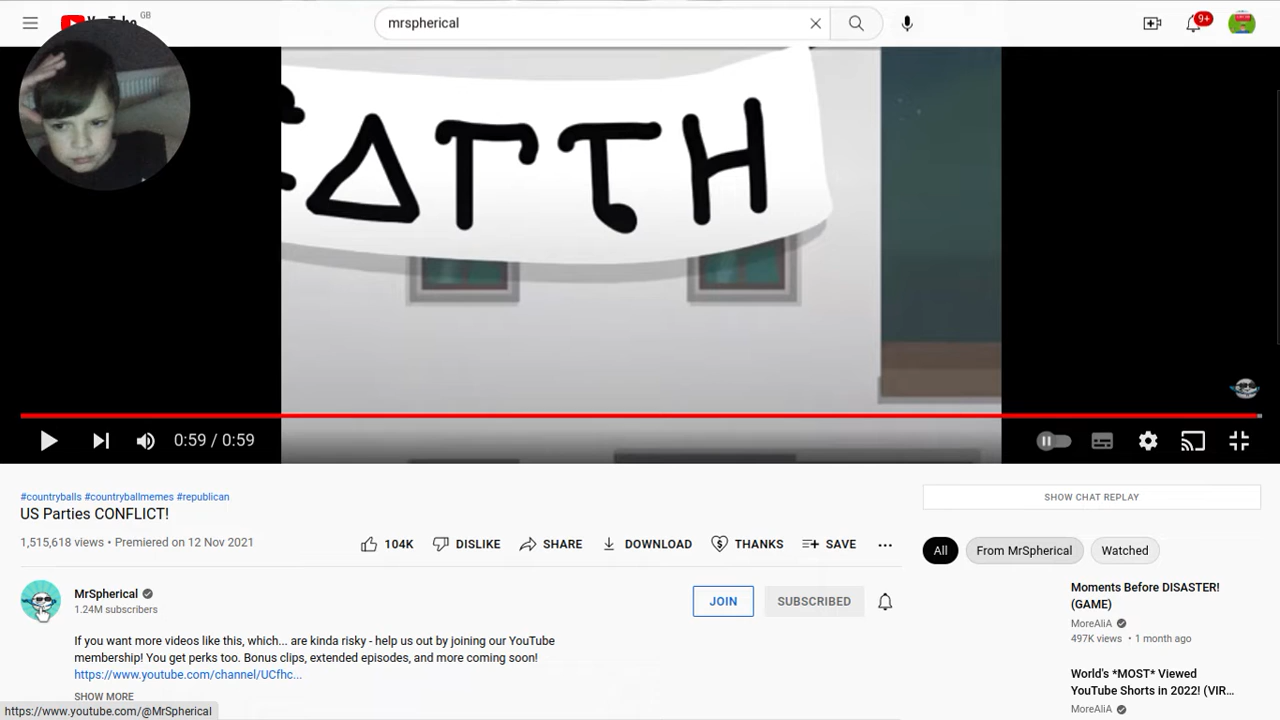 GB
mrspherical
9+
ΔΓTH
0:59 / 0:59
#countryballs #countryballmemes #republican
US Parties CONFLICT!
1,515,618 views • Premiered on 12 Nov 2021
104K
DISLIKE
SHARE
DOWNLOAD
THANKS
SAVE
SHOW CHAT REPLAY
All
From MrSpherical
Watched
MrSpherical
1.24M subscribers
JOIN
SUBSCRIBED
If you want more videos like this, which... are kinda risky - help us out by joining our YouTube
membership! You get perks too. Bonus clips, extended episodes, and more coming soon!
https://www.youtube.com/channel/UCfhc...
SHOW MORE
Moments Before DISASTER!
(GAME)
MoreAliA
497K views • 1 month ago
World's *MOST* Viewed
YouTube Shorts in 2022! (VIR...
MoreAliA
https://www.youtube.com/@MrSpherical